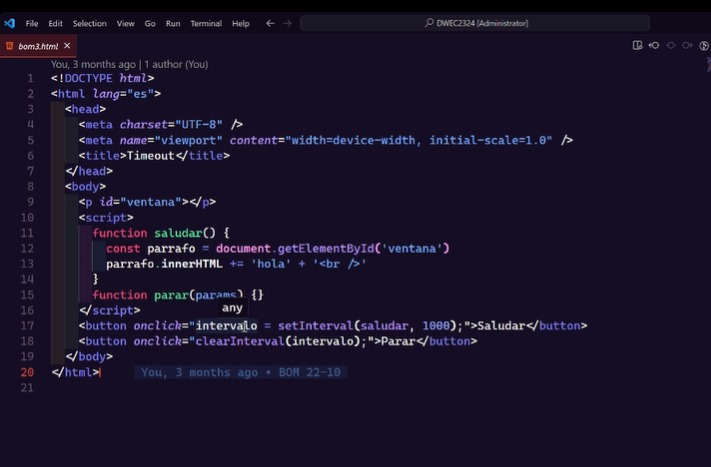 File Edit Selection View Go Run Terminal Help ← → DWEC2324 [Administrator]
bom3.html ×
You, 3 months ago | 1 author (You)
1 <!DOCTYPE html>
2 <html lang="es">
3 <head>
4 <meta charset="UTF-8" />
5 <meta name="viewport" content="width=device-width, initial-scale=1.0" />
6 <title>Timeout</title>
7 </head>
8 <body>
9 <p id="ventana"></p>
10 <script>
11 function saludar() {
12 const parrafo = document.getElementById('ventana')
13 parrafo.innerHTML += 'hola' + '<br />'
14 }
15 function parar(params) {}
any
16 </script>
17 <button onclick="intervalo = setInterval(saludar, 1000);">Saludar</button>
18 <button onclick="clearInterval(intervalo);">Parar</button>
19 </body>
20 </html> You, 3 months ago • BOM 22-10
21